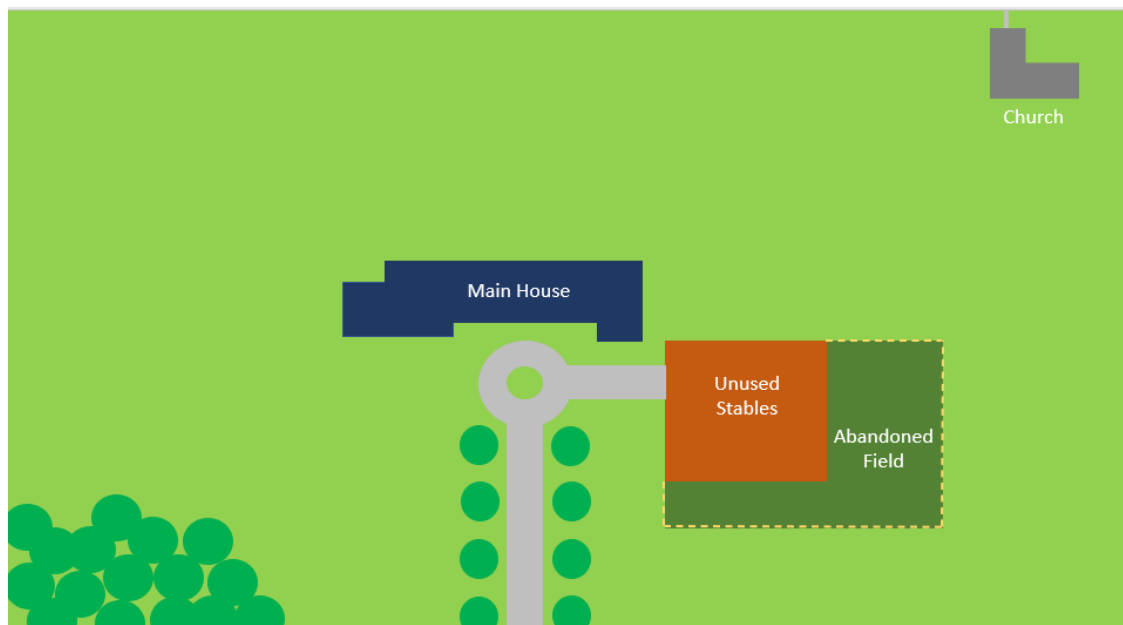 Church
Main House
Unused
Stables
Abandoned
Field